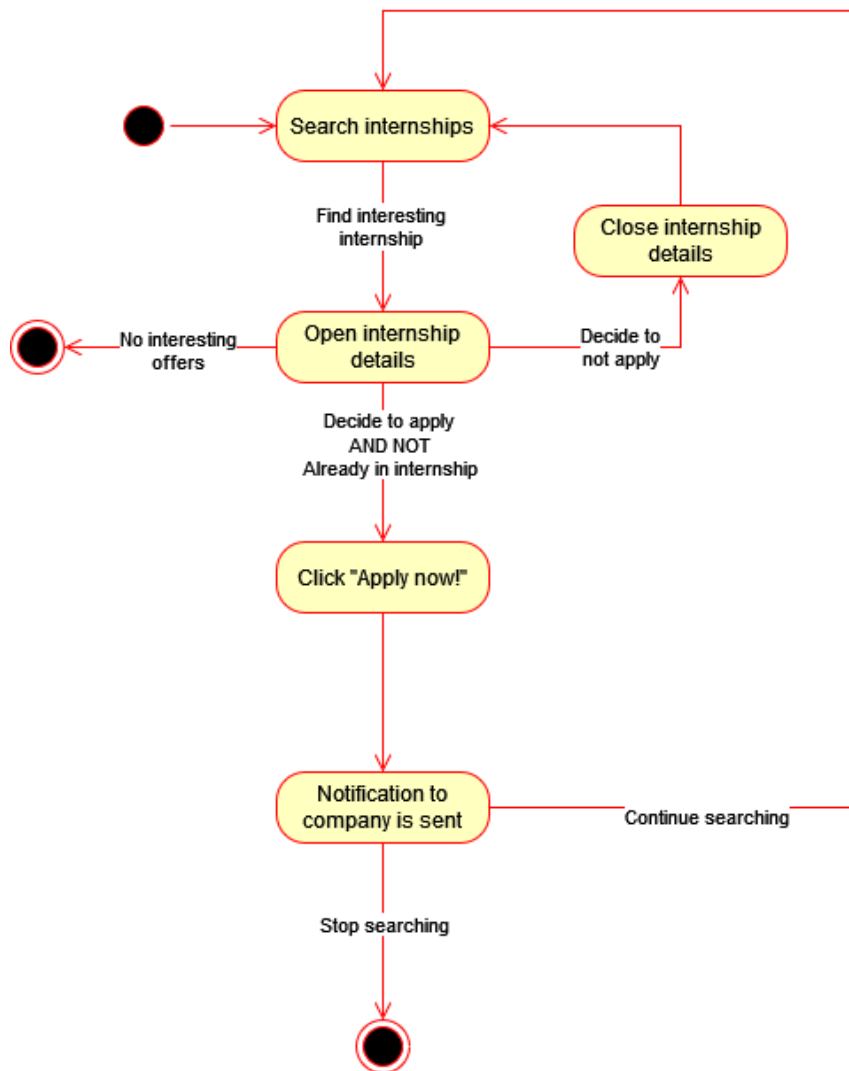 Search internships
Find interesting
internship
Close internship
details
No interesting
offers
Open internship
details
Decide to
not apply
Decide to apply
AND NOT
Already in internship
Click "Apply now!"
Notification to
company is sent
Continue searching
Stop searching